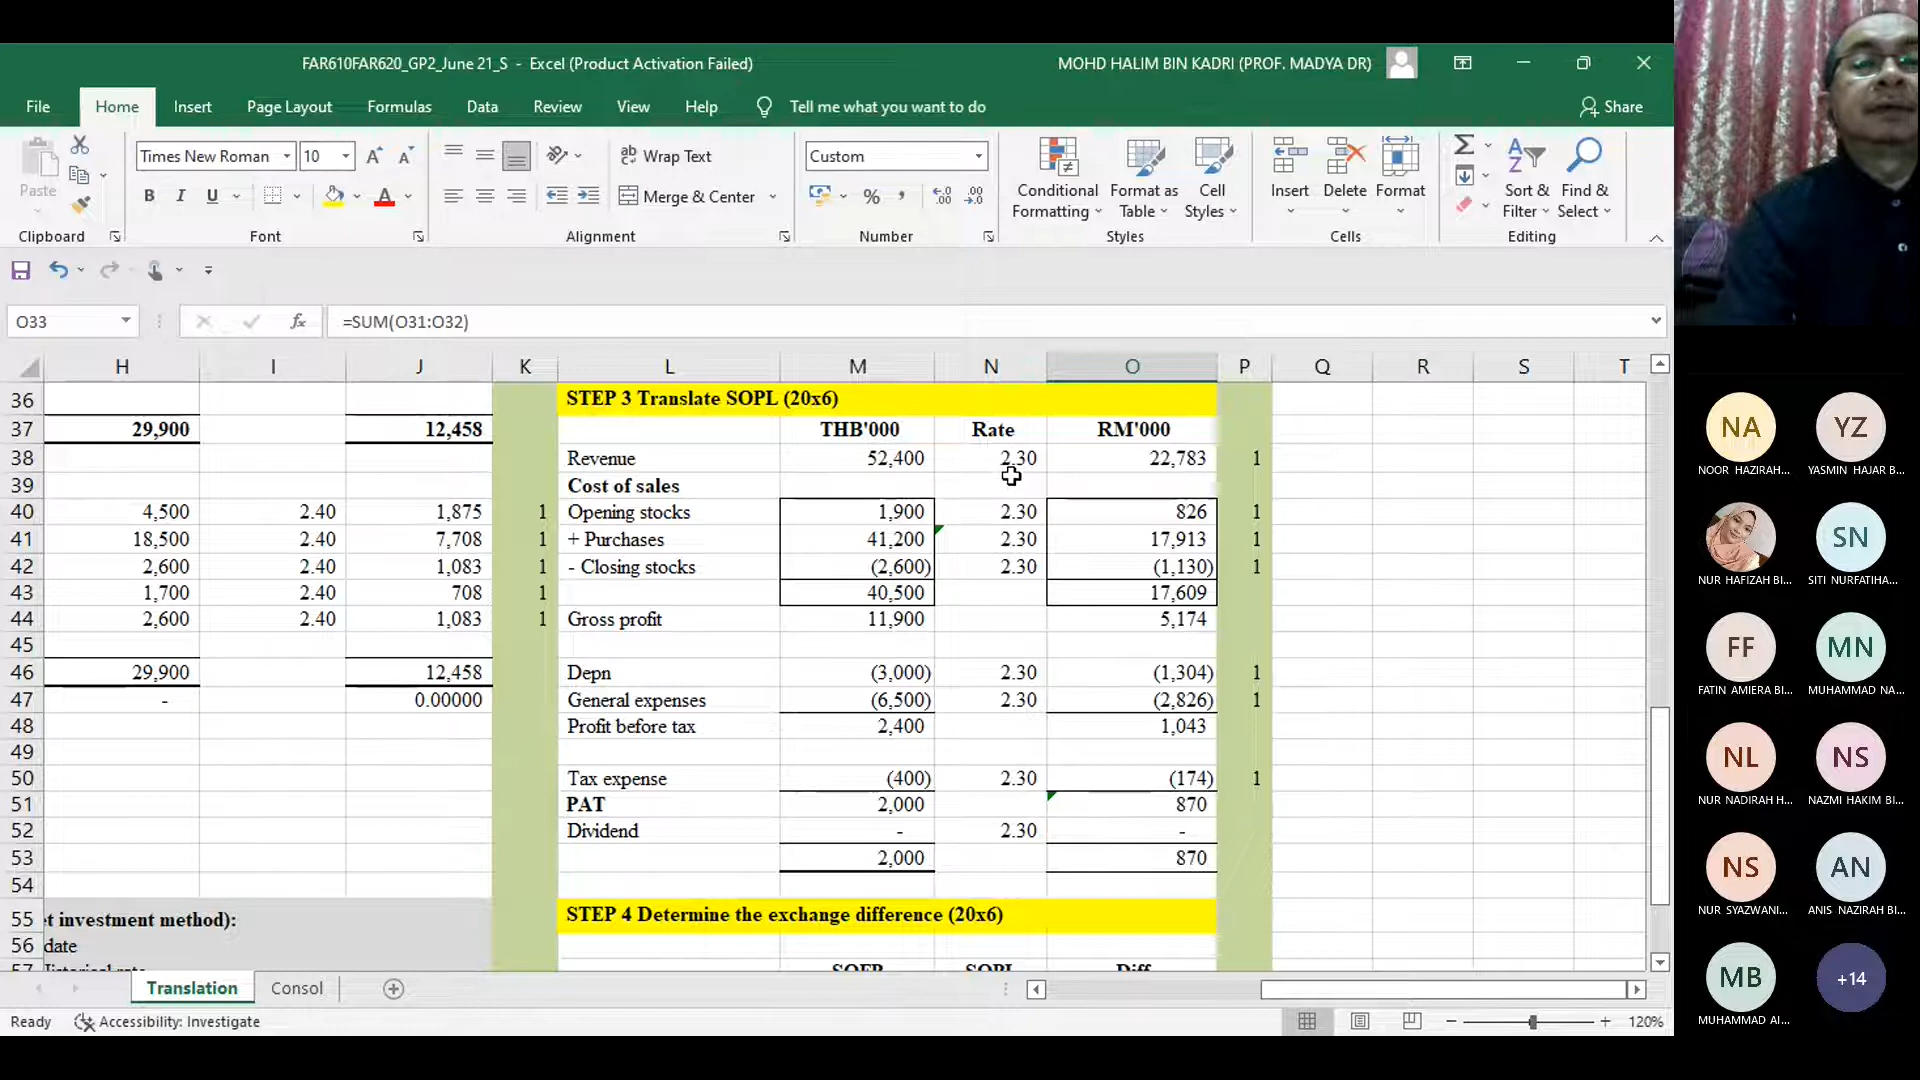 FAR610FAR620_GP2_June 21_S - Excel (Product Activation Failed)
MOHD HALIM BIN KADRI (PROF. MADYA DR)
File Home Insert Page Layout Formulas Data Review View Help Tell me what you want to do Share
Paste
Clipboard
Times New Roman 10
B I U
Font
ab Wrap Text
Merge & Center
Alignment
Custom
%
Number
Conditional Formatting
Format as Table
Cell Styles
Styles
Insert Delete Format
Cells
Sort & Filter
Find & Select
Editing
O33 fx =SUM(O31:O32)
H I J K L M N O P Q R S T
36 STEP 3 Translate SOPL (20x6)
37 29,900 12,458 THB'000 Rate RM'000
38 Revenue 52,400 2.30 22,783 1
39 Cost of sales
40 4,500 2.40 1,875 1 Opening stocks 1,900 2.30 826 1
41 18,500 2.40 7,708 1 + Purchases 41,200 2.30 17,913 1
42 2,600 2.40 1,083 1 - Closing stocks (2,600) 2.30 (1,130) 1
43 1,700 2.40 708 1 40,500 17,609
44 2,600 2.40 1,083 1 Gross profit 11,900 5,174
45
46 29,900 12,458 Depn (3,000) 2.30 (1,304) 1
47 - 0.00000 General expenses (6,500) 2.30 (2,826) 1
48 Profit before tax 2,400 1,043
49
50 Tax expense (400) 2.30 (174) 1
51 PAT 2,000 870
52 Dividend - 2.30 -
53 2,000 870
54
55 et investment method): STEP 4 Determine the exchange difference (20x6)
56 date
57 Historical rate SOFP SOPL Diff
Translation Consol
Ready Accessibility: Investigate 120%
NA YZ
NOOR HAZIRAH... YASMIN HAJAR B...
SN
NUR HAFIZAH BI... SITI NURFATIHA...
FF MN
FATIN AMIERA BI... MUHAMMAD NA...
NL NS
NUR NADIRAH H... NAZMI HAKIM BI...
NS AN
NUR SYAZWANI... ANIS NAZIRAH BI...
MB +14
MUHAMMAD AI...